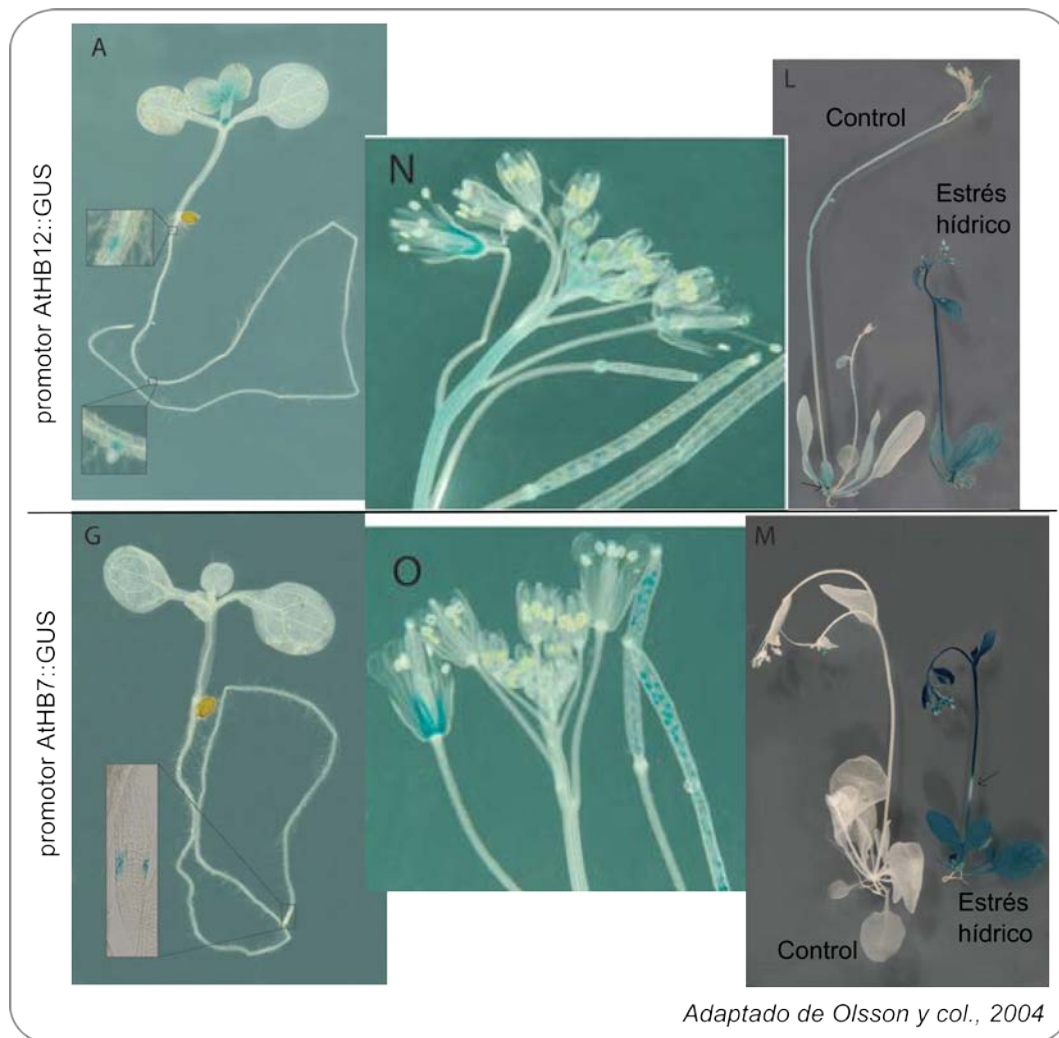 promotor AtHB12::GUS
A
N
L
Control
Estrés
hídrico
promotor AtHB7::GUS
G
O
M
Control
Estrés
hídrico
Adaptado de Olsson y col., 2004